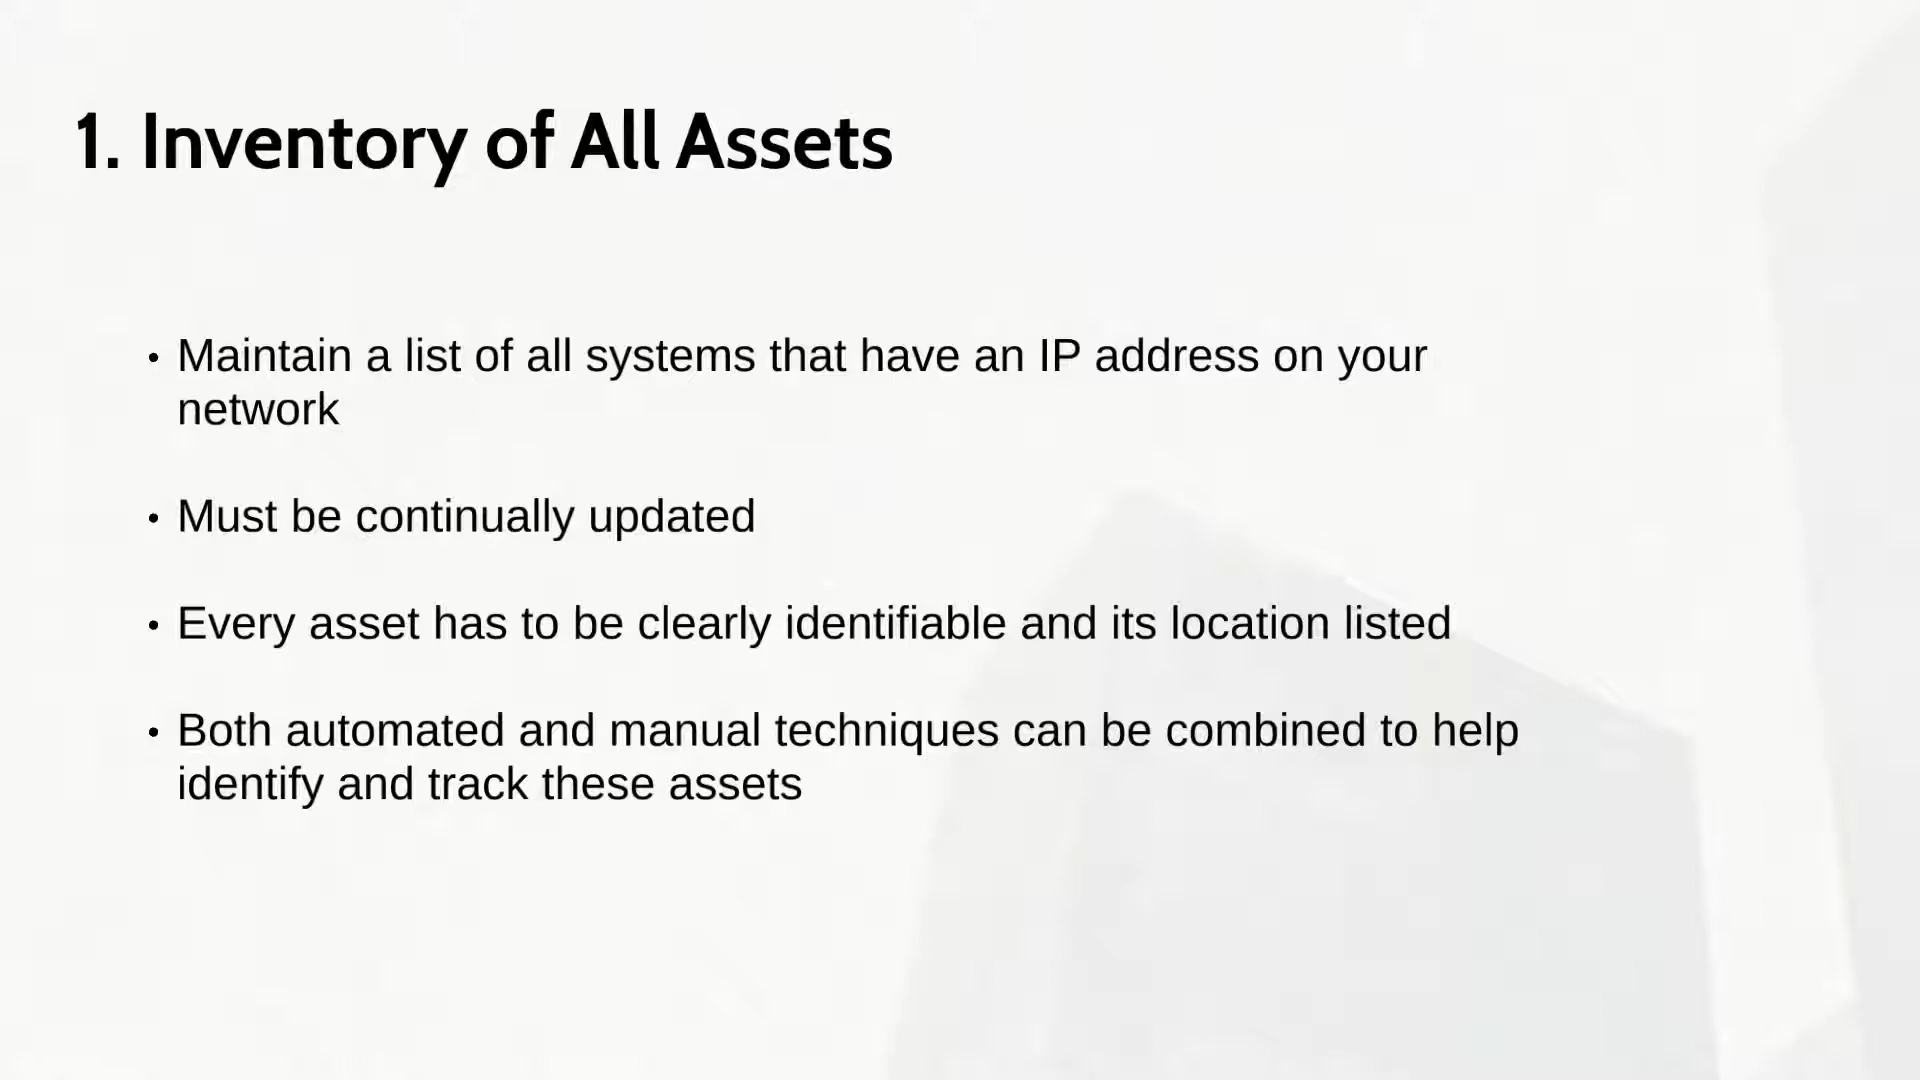 1. Inventory of All Assets
• Maintain a list of all systems that have an IP address on your
network
• Must be continually updated
• Every asset has to be clearly identifiable and its location listed
• Both automated and manual techniques can be combined to help
identify and track these assets